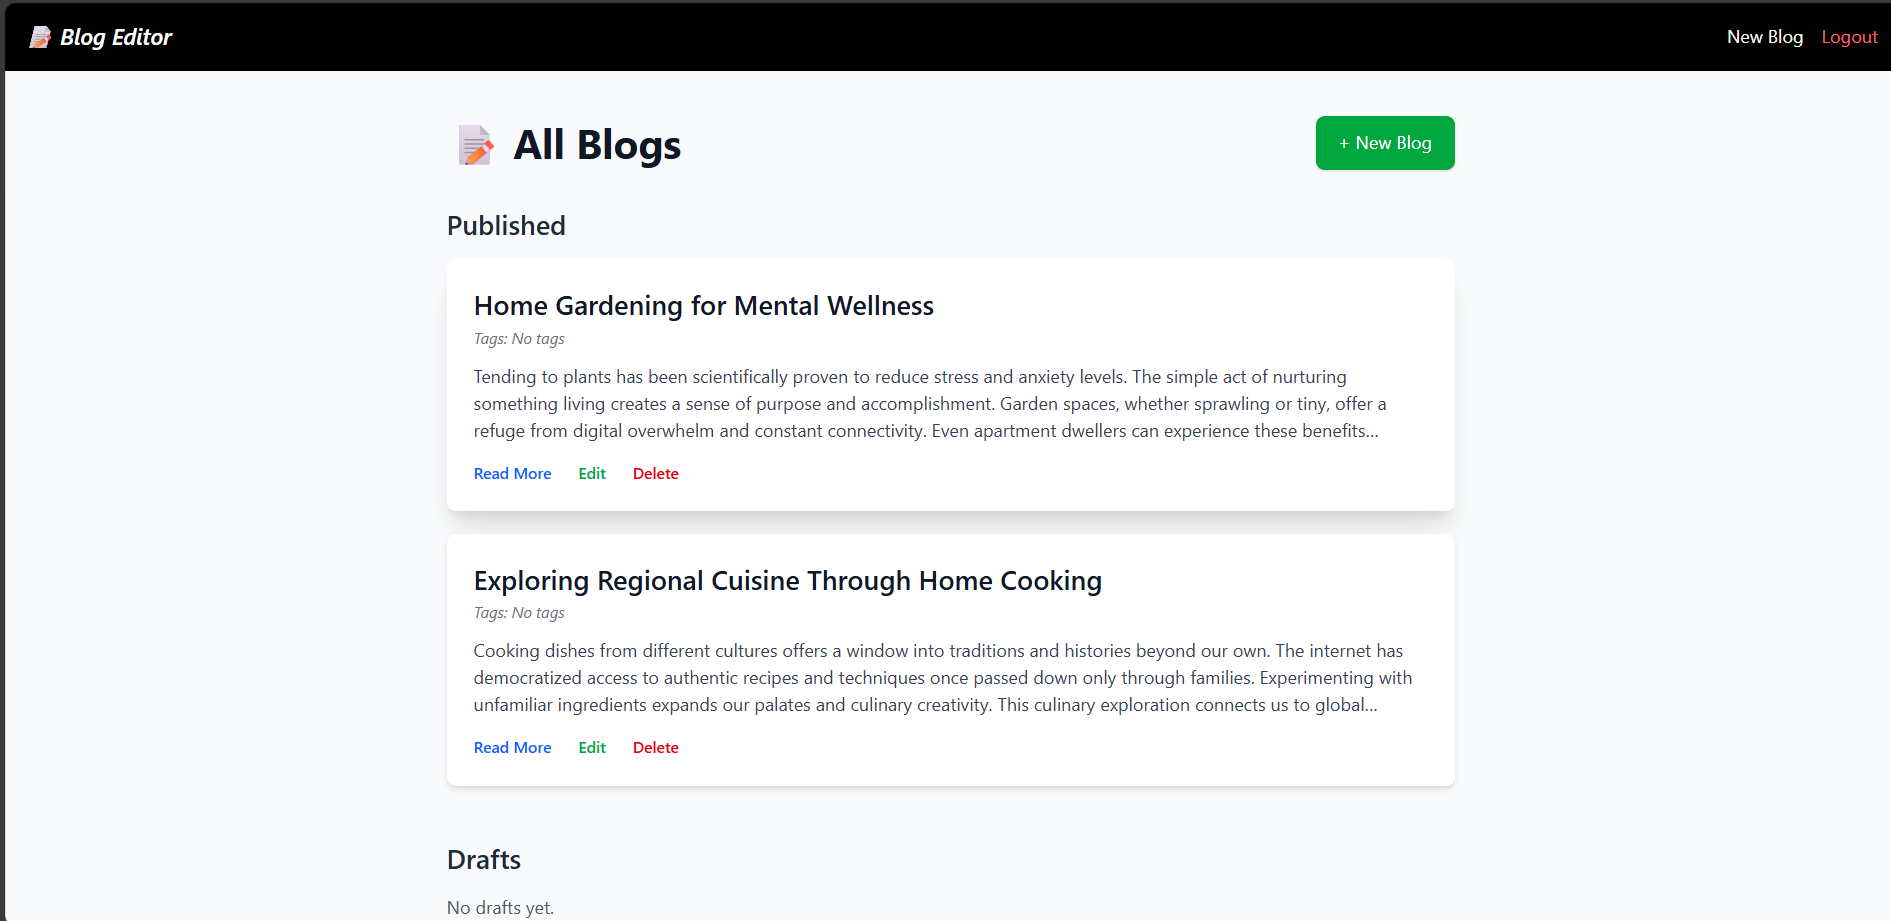 Blog Editor
New Blog
Logout
All Blogs
+ New Blog
Published
Home Gardening for Mental Wellness
Tags: No tags
Tending to plants has been scientifically proven to reduce stress and anxiety levels. The simple act of nurturing
something living creates a sense of purpose and accomplishment. Garden spaces, whether sprawling or tiny, offer a
refuge from digital overwhelm and constant connectivity. Even apartment dwellers can experience these benefits...
Read More Edit Delete
Exploring Regional Cuisine Through Home Cooking
Tags: No tags
Cooking dishes from different cultures offers a window into traditions and histories beyond our own. The internet has
democratized access to authentic recipes and techniques once passed down only through families. Experimenting with
unfamiliar ingredients expands our palates and culinary creativity. This culinary exploration connects us to global...
Read More Edit Delete
Drafts
No drafts yet.